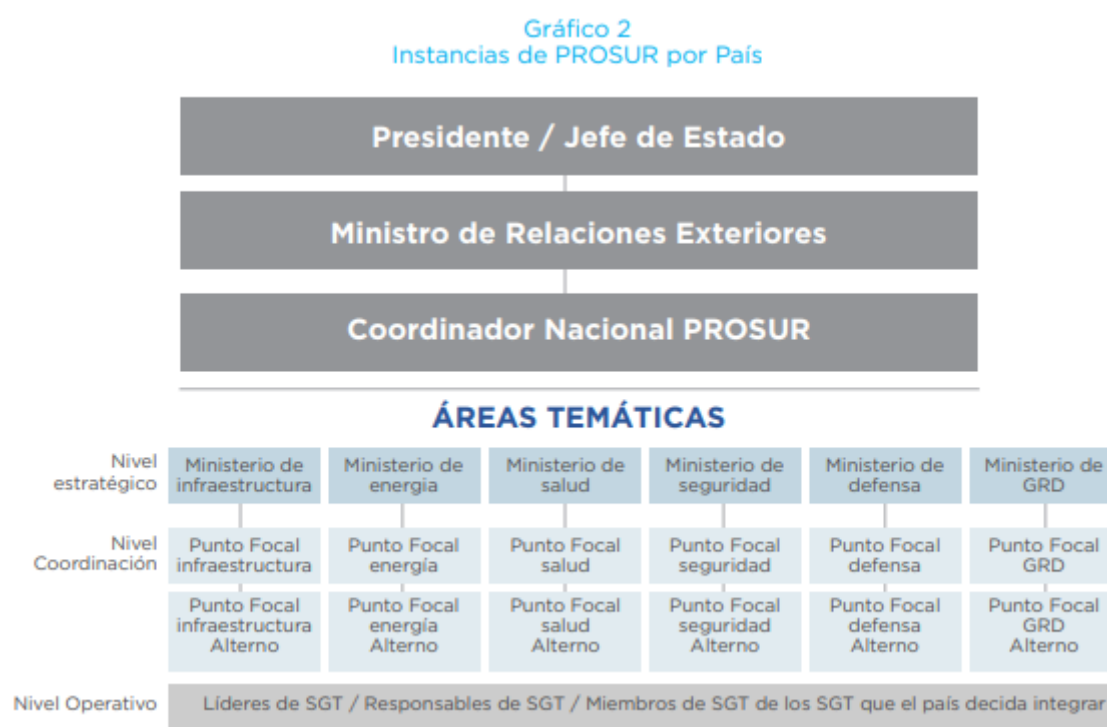 Gráfico 2
Instancias de PROSUR por País
Presidente / Jefe de Estado
Ministro de Relaciones Exteriores
Coordinador Nacional PROSUR
ÁREAS TEMÁTICAS
Nivel
estratégico
Ministerio de
infraestructura
Ministerio de
energia
Ministerio de
salud
Ministerio de
seguridad
Ministerio de
defensa
Ministerio de
GRD
Nivel
Coordinación
Punto Focal
infraestructura
Punto Focal
energía
Punto Focal
salud
Punto Focal
seguridad
Punto Focal
defensa
Punto Focal
GRD
Punto Focal
infraestructura
Alterno
Punto Focal
energía
Alterno
Punto Focal
salud
Alterno
Punto Focal
seguridad
Alterno
Punto Focal
defensa
Alterno
Punto Focal
GRD
Alterno
Nivel Operativo
Líderes de SGT / Responsables de SGT / Miembros de SGT de los SGT que el país decida integrar